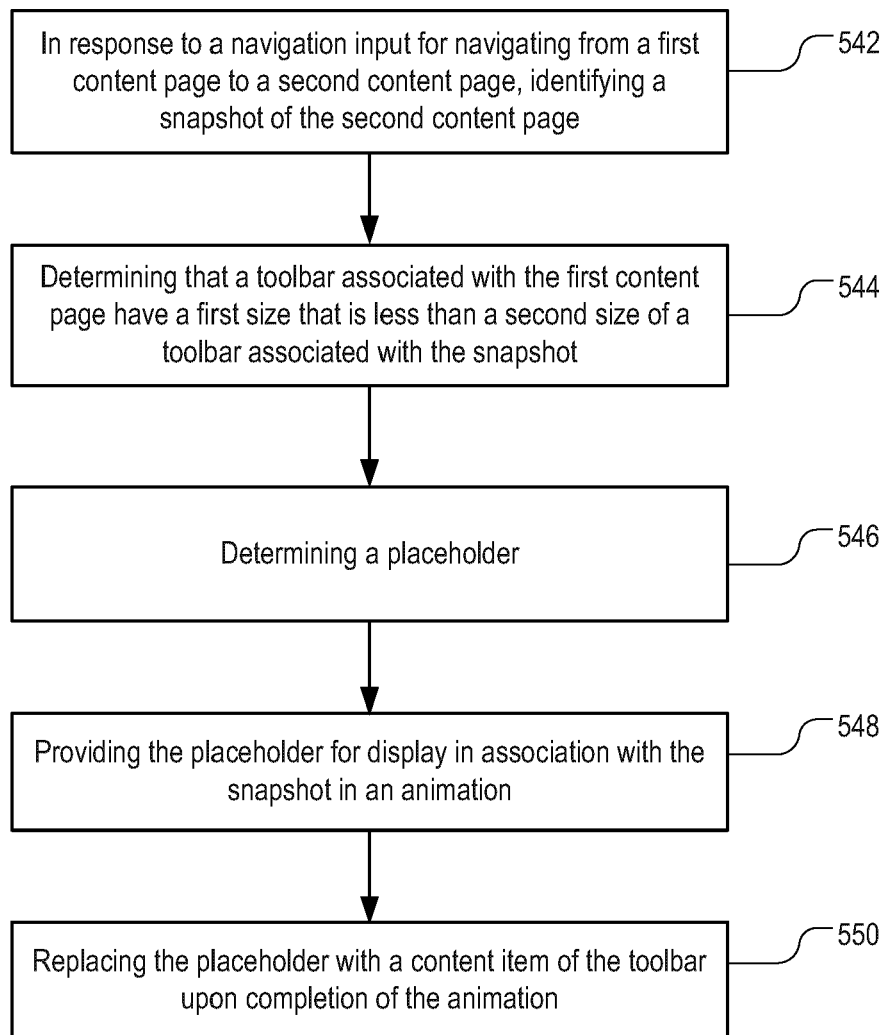 In response to a navigation input for navigating from a first
content page to a second content page, identifying a
snapshot of the second content page
542
Determining that a toolbar associated with the first content
page have a first size that is less than a second size of a
toolbar associated with the snapshot
544
Determining a placeholder
546
Providing the placeholder for display in association with the
snapshot in an animation
548
Replacing the placeholder with a content item of the toolbar
upon completion of the animation
550